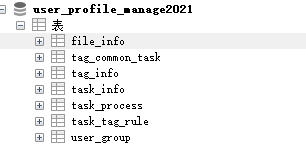 user_profile_manage2021
表
file_info
tag_common_task
tag_info
task_info
task_process
task_tag_rule
user_group